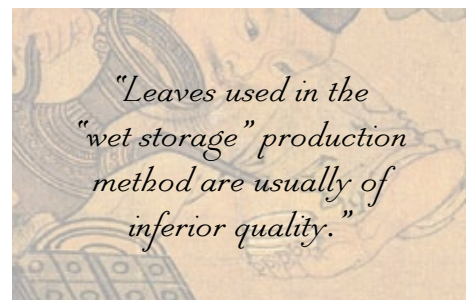 “Leaves used in the
“wet storage” production
method are usually of
inferior quality.”